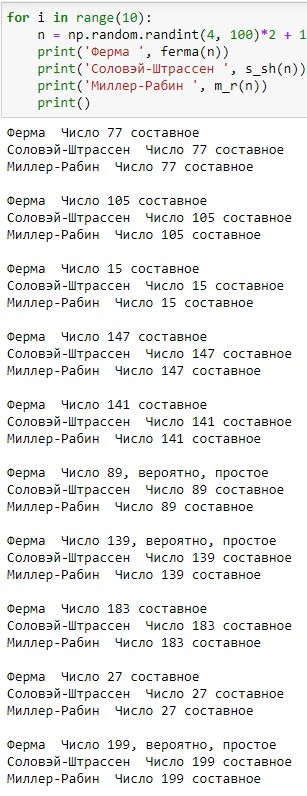 for i in range(10):
    n = np.random.randint(4, 100)*2 + 1
    print('Ферма ', ferma(n))
    print('Соловэй-Штрассен ', s_sh(n))
    print('Миллер-Рабин ', m_r(n))
    print()
Ферма  Число 77 составное
Соловэй-Штрассен  Число 77 составное
Миллер-Рабин  Число 77 составное
Ферма  Число 105 составное
Соловэй-Штрассен  Число 105 составное
Миллер-Рабин  Число 105 составное
Ферма  Число 15 составное
Соловэй-Штрассен  Число 15 составное
Миллер-Рабин  Число 15 составное
Ферма  Число 147 составное
Соловэй-Штрассен  Число 147 составное
Миллер-Рабин  Число 147 составное
Ферма  Число 141 составное
Соловэй-Штрассен  Число 141 составное
Миллер-Рабин  Число 141 составное
Ферма  Число 89, вероятно, простое
Соловэй-Штрассен  Число 89 составное
Миллер-Рабин  Число 89 составное
Ферма  Число 139, вероятно, простое
Соловэй-Штрассен  Число 139 составное
Миллер-Рабин  Число 139 составное
Ферма  Число 183 составное
Соловэй-Штрассен  Число 183 составное
Миллер-Рабин  Число 183 составное
Ферма  Число 27 составное
Соловэй-Штрассен  Число 27 составное
Миллер-Рабин  Число 27 составное
Ферма  Число 199, вероятно, простое
Соловэй-Штрассен  Число 199 составное
Миллер-Рабин  Число 199 составное